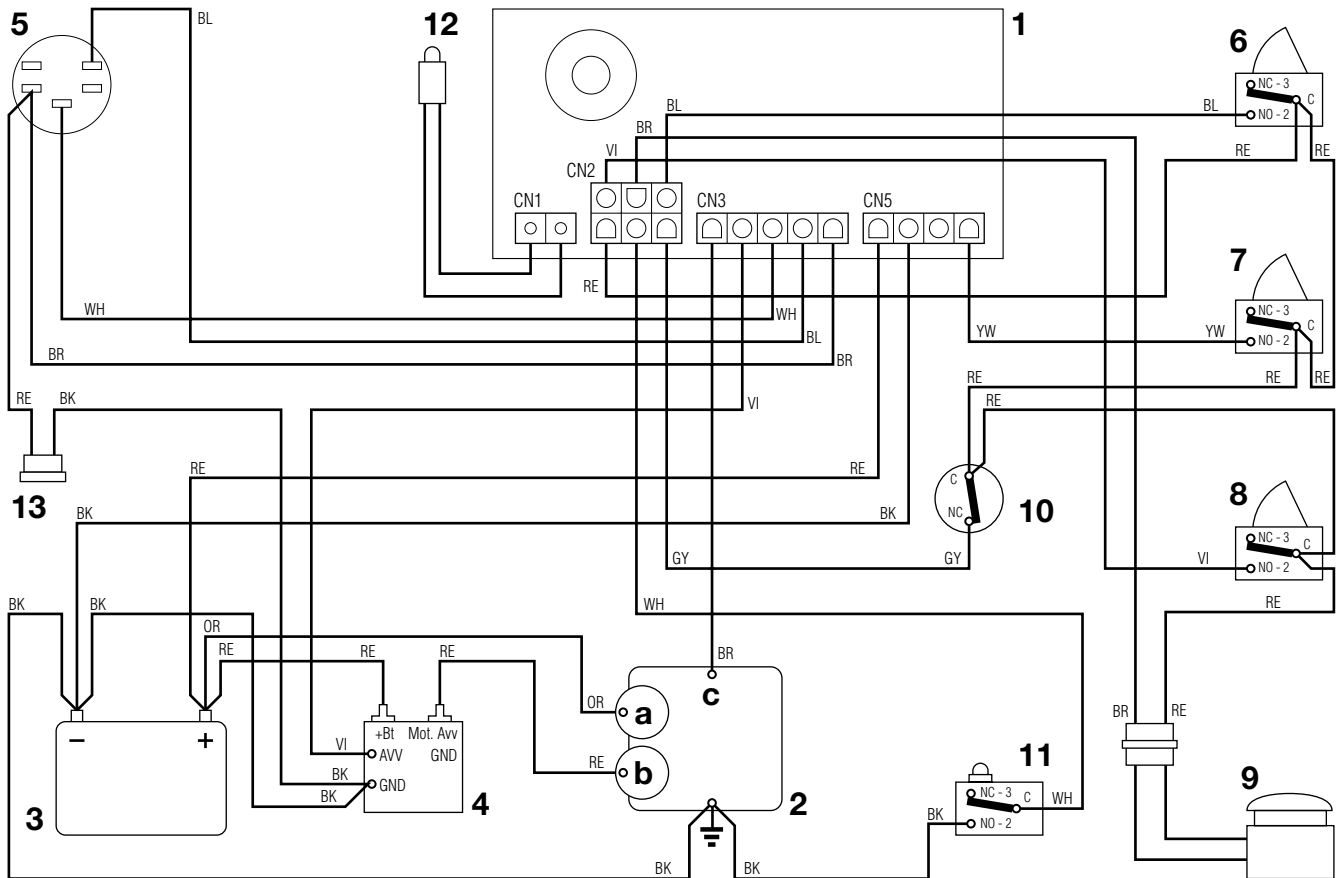 5
BL
12
1
6
NC - 3
C
NO - 2
BL
BL
BR
VI
RE
RE
CN2
CN1
CN3
CN5
RE
7
NC - 3
C
NO - 2
WH
WH
BL
YW
YW
BR
BR
RE
RE
RE
RE
BK
VI
RE
13
RE
RE
C
NC
10
8
NC - 3
C
NO - 2
BK
BK
GY
GY
VI
BK
BK
WH
RE
OR
RE
RE
RE
BR
c
OR
a
BR
RE
–
+
+Bt
Mot. Avv
VI
AVV
GND
RE
b
11
9
BK
GND
BK
3
4
2
NC - 3
C
WH
NO - 2
BK
BK
BK